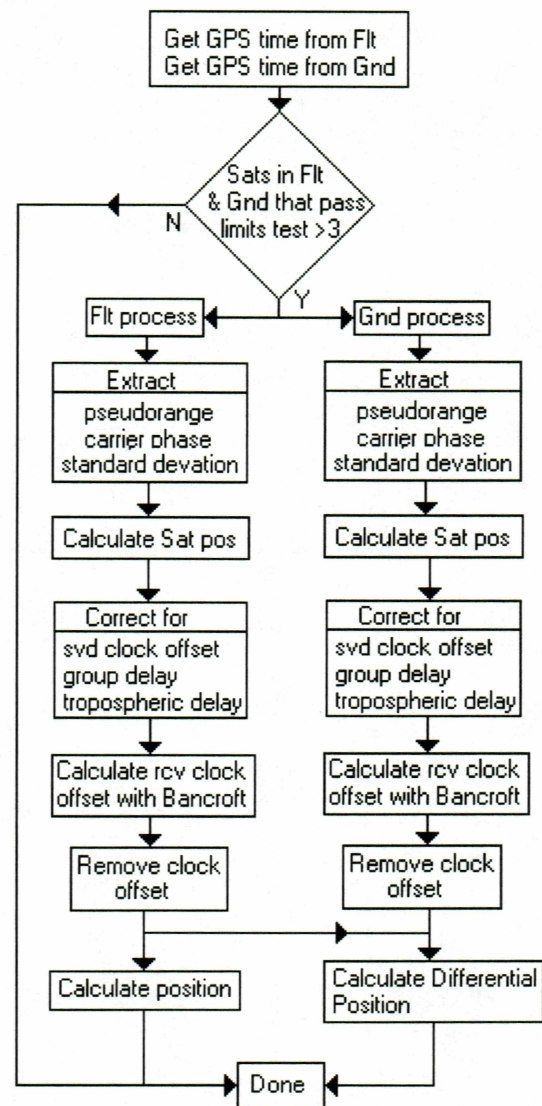 Get GPS time from Flt
Get GPS time from Gnd
Sats in Flt
& Gnd that pass
limits test >3
N
Y
Flt process
Gnd process
Extract
pseudorange
carrier phase
standard devation
Extract
pseudorange
carrier phase
standard devation
Calculate Sat pos
Calculate Sat pos
Correct for
svd clock offset
group delay
tropospheric delay
Correct for
svd clock offset
group delay
tropospheric delay
Calculate rcv clock
offset with Bancroft
Calculate rcv clock
offset with Bancroft
Remove clock
offset
Remove clock
offset
Calculate position
Calculate Differential
Position
Done